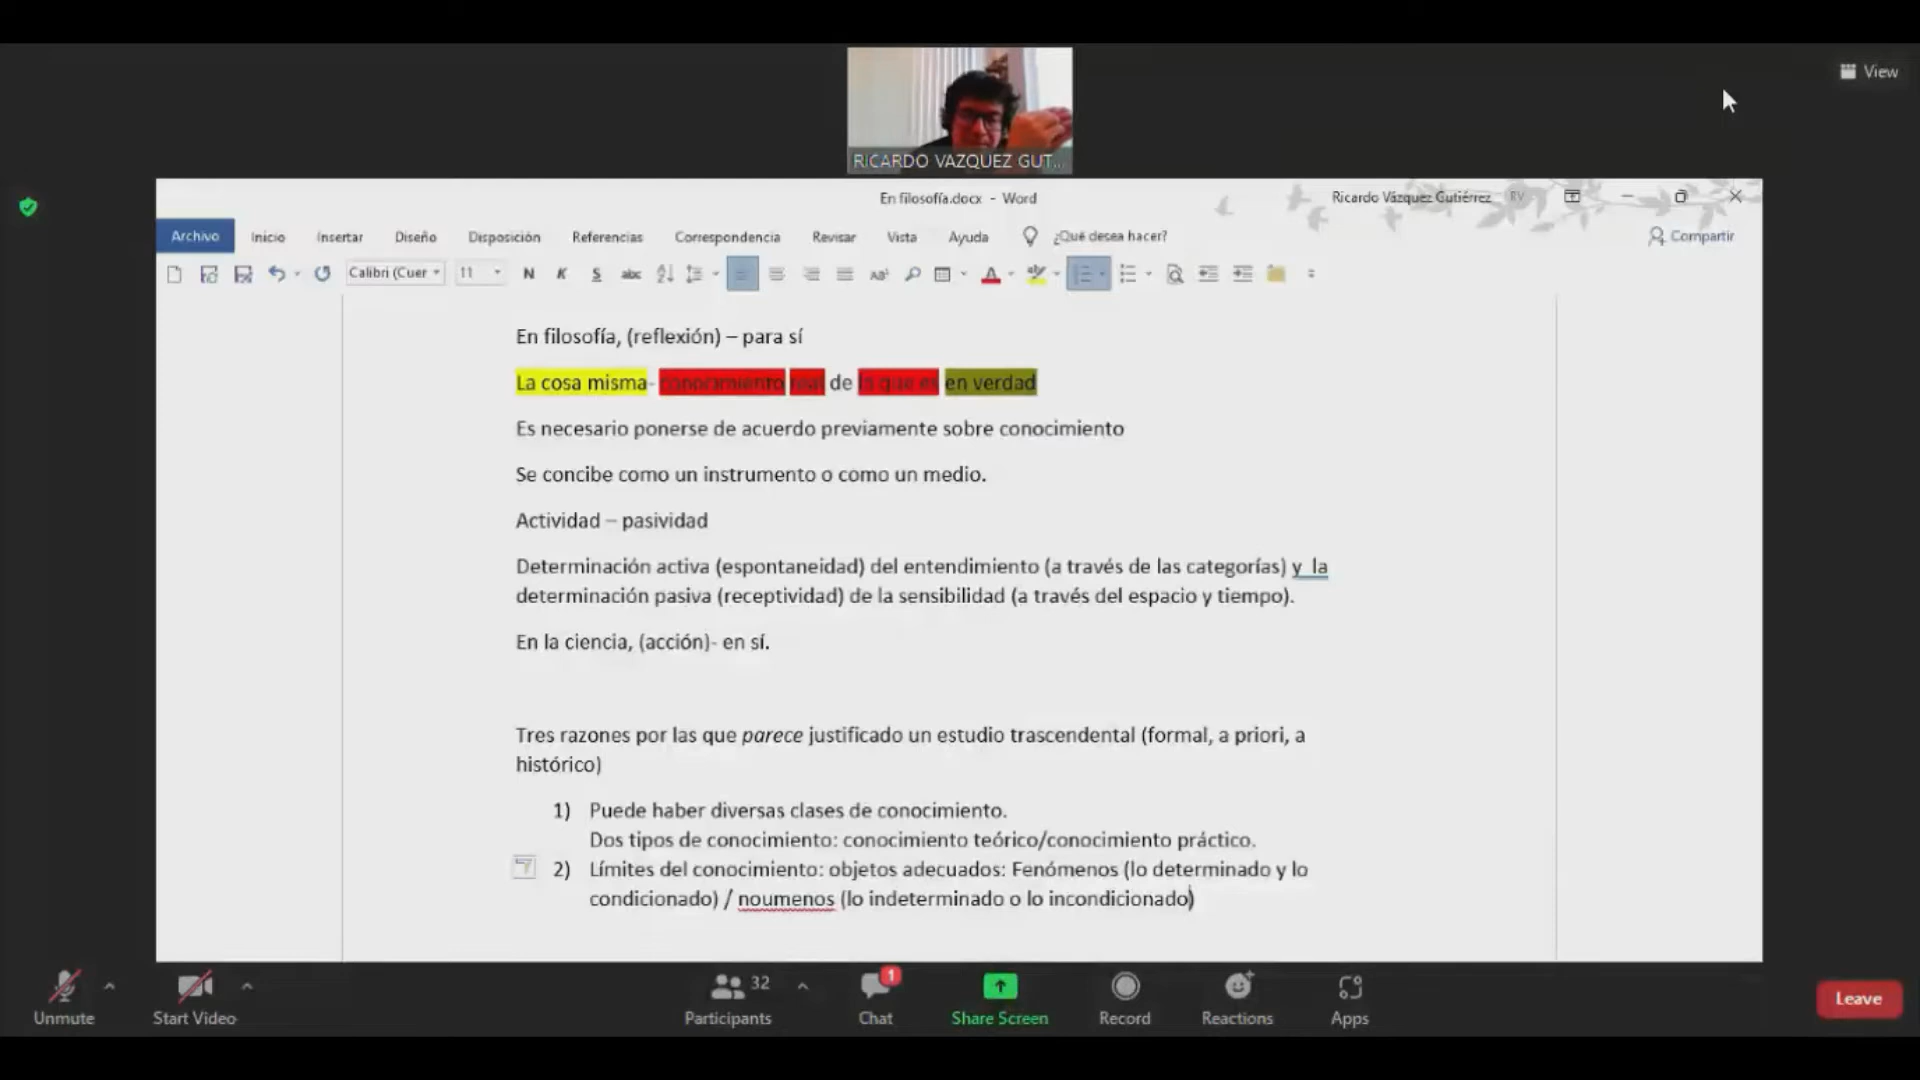 View
RICARDO VAZQUEZ GUT...
En filosofía.docx - Word
Ricardo Vázquez Gutiérrez RV
Archivo Inicio Insertar Diseño Disposición Referencias Correspondencia Revisar Vista Ayuda ¿Qué desea hacer? Compartir
Calibri (Cuer 11 N K S abc
En filosofía, (reflexión) – para sí
La cosa misma- conocimiento real de lo que es en verdad
Es necesario ponerse de acuerdo previamente sobre conocimiento
Se concibe como un instrumento o como un medio.
Actividad – pasividad
Determinación activa (espontaneidad) del entendimiento (a través de las categorías) y la
determinación pasiva (receptividad) de la sensibilidad (a través del espacio y tiempo).
En la ciencia, (acción)- en sí.
Tres razones por las que parece justificado un estudio trascendental (formal, a priori, a
histórico)
1) Puede haber diversas clases de conocimiento.
Dos tipos de conocimiento: conocimiento teórico/conocimiento práctico.
2) Límites del conocimiento: objetos adecuados: Fenómenos (lo determinado y lo
condicionado) / noumenos (lo indeterminado o lo incondicionado)
Unmute Start Video Participants 32 Chat 1 Share Screen Record Reactions Apps Leave